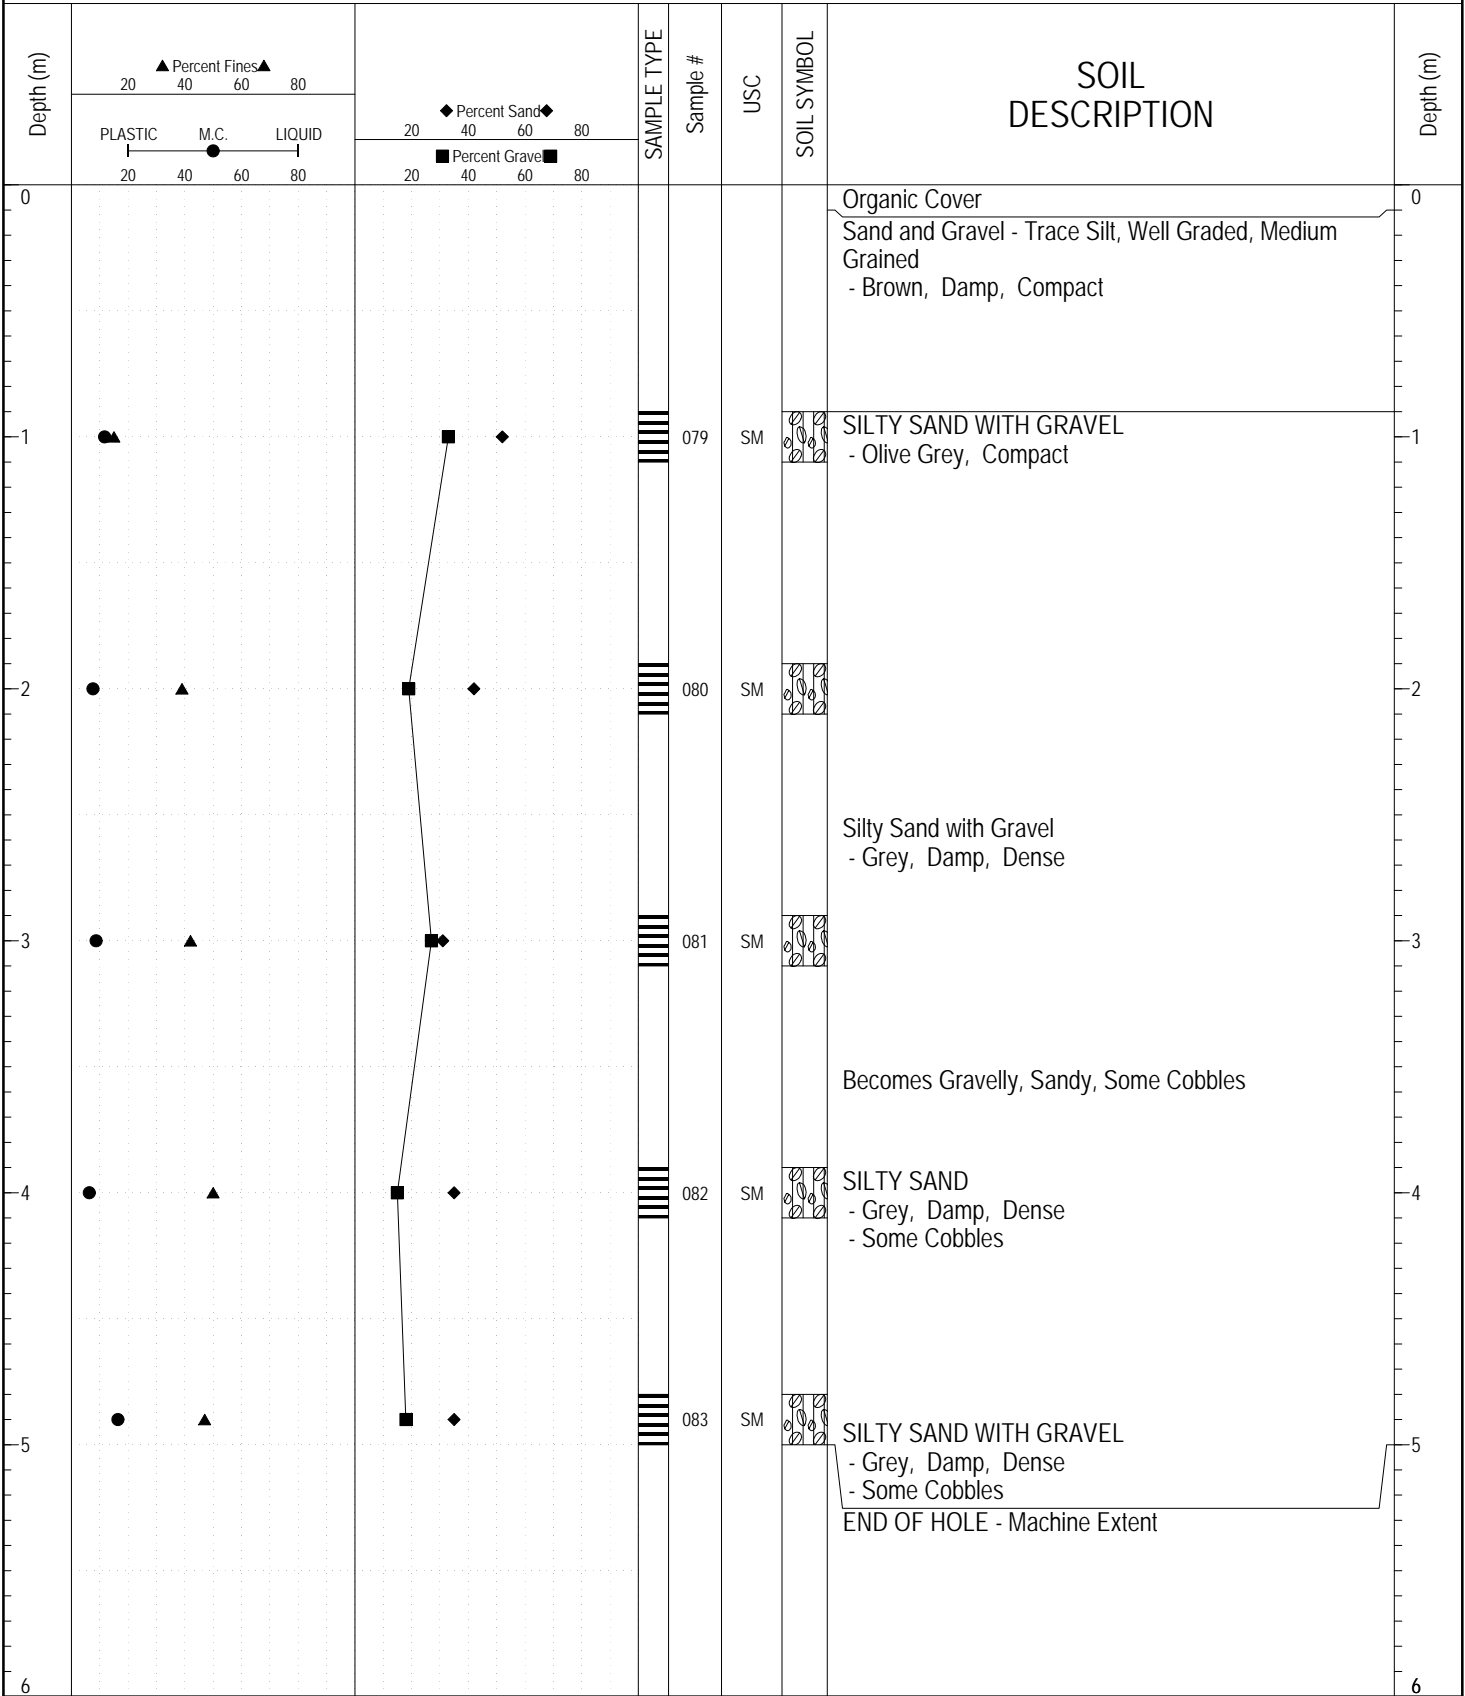 Depth (m)
▲ Percent Fines ▲
20 40 60 80
PLASTIC M.C. LIQUID
20 40 60 80
◆ Percent Sand ◆
20 40 60 80
■ Percent Gravel ■
20 40 60 80
SAMPLE TYPE
Sample #
USC
SOIL SYMBOL
SOIL
DESCRIPTION
Depth (m)
0 Organic Cover 0
Sand and Gravel - Trace Silt, Well Graded, Medium
Grained
- Brown, Damp, Compact
SILTY SAND WITH GRAVEL
1 079 SM 1
- Olive Grey, Compact
2 080 SM 2
Silty Sand with Gravel
- Grey, Damp, Dense
3 081 SM 3
Becomes Gravelly, Sandy, Some Cobbles
SILTY SAND
4 082 SM 4
- Grey, Damp, Dense
- Some Cobbles
083 SM
SILTY SAND WITH GRAVEL
5 5
- Grey, Damp, Dense
- Some Cobbles
END OF HOLE - Machine Extent
6 6